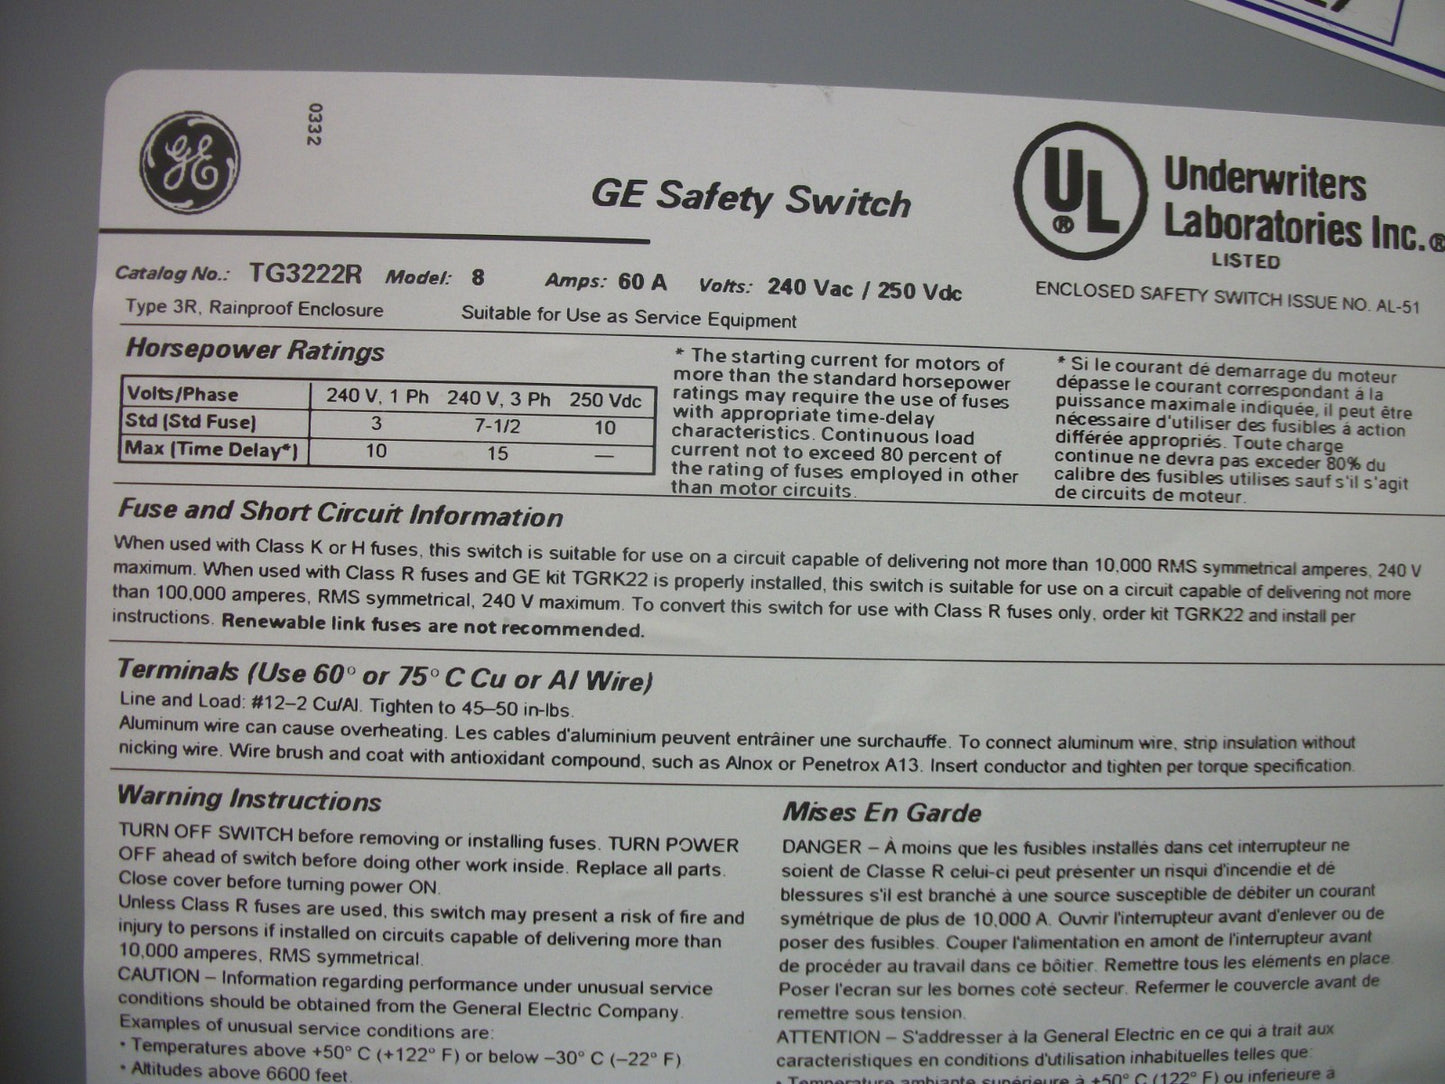 GE
0332
GE Safety Switch
UL
®
Underwriters
Laboratories Inc.®
LISTED
ENCLOSED SAFETY SWITCH ISSUE NO. AL-51
Catalog No.: TG3222R Model: 8 Amps: 60 A Volts: 240 Vac / 250 Vdc
Type 3R, Rainproof Enclosure Suitable for Use as Service Equipment
Horsepower Ratings
Volts/Phase 240 V, 1 Ph 240 V, 3 Ph 250 Vdc
Std (Std Fuse) 3 7-1/2 10
Max (Time Delay*) 10 15 —
* The starting current for motors of
more than the standard horsepower
ratings may require the use of fuses
with appropriate time-delay
characteristics. Continuous load
current not to exceed 80 percent of
the rating of fuses employed in other
than motor circuits.
* Si le courant dé demarrage du moteur
dépasse le courant correspondant á la
puissance maximale indiquée, il peut être
nécessaire d'utiliser des fusibles á action
différée appropriés. Toute charge
continue ne devra pas exceder 80% du
calibre des fusibles utilises sauf s'il s'agit
de circuits de moteur.
Fuse and Short Circuit Information
When used with Class K or H fuses, this switch is suitable for use on a circuit capable of delivering not more than 10,000 RMS symmetrical amperes, 240 V
maximum. When used with Class R fuses and GE kit TGRK22 is properly installed, this switch is suitable for use on a circuit capable of delivering not more
than 100,000 amperes, RMS symmetrical, 240 V maximum. To convert this switch for use with Class R fuses only, order kit TGRK22 and install per
instructions. Renewable link fuses are not recommended.
Terminals (Use 60° or 75° C Cu or Al Wire)
Line and Load: #12–2 Cu/Al. Tighten to 45–50 in-lbs.
Aluminum wire can cause overheating. Les cables d'aluminium peuvent entrâiner une surchauffe. To connect aluminum wire, strip insulation without
nicking wire. Wire brush and coat with antioxidant compound, such as Alnox or Penetrox A13. Insert conductor and tighten per torque specification.
Warning Instructions
TURN OFF SWITCH before removing or installing fuses. TURN POWER
OFF ahead of switch before doing other work inside. Replace all parts.
Close cover before turning power ON.
Unless Class R fuses are used, this switch may present a risk of fire and
injury to persons if installed on circuits capable of delivering more than
10,000 amperes, RMS symmetrical.
CAUTION – Information regarding performance under unusual service
conditions should be obtained from the General Electric Company.
Examples of unusual service conditions are:
• Temperatures above +50° C (+122° F) or below –30° C (–22° F)
• Altitudes above 6600 feet.
Mises En Garde
DANGER – À moins que les fusibles installés dans cet interrupteur ne
soient de Classe R celui-ci peut présenter un risqui d'incendie et dé
blessures s'il est branché à une source susceptible de débiter un courant
symétrique de plus de 10,000 A. Ouvrir l'interrupteur avant d'enlever ou de
poser des fusibles. Couper l'alimentation en amont de l'interrupteur avant
de procéder au travail dans ce bôitier. Remettre tous les eléments en place.
Poser l'ecran sur les bornes coté secteur. Refermer le couvercle avant de
remettre sous tension.
ATTENTION – S'addresser à la General Electric en ce qui à trait aux
caracteristiques en conditions d'utilisation inhabituelles telles que:
• Temperature ambiante supérieure à +50° C (122° F) ou inferieure a